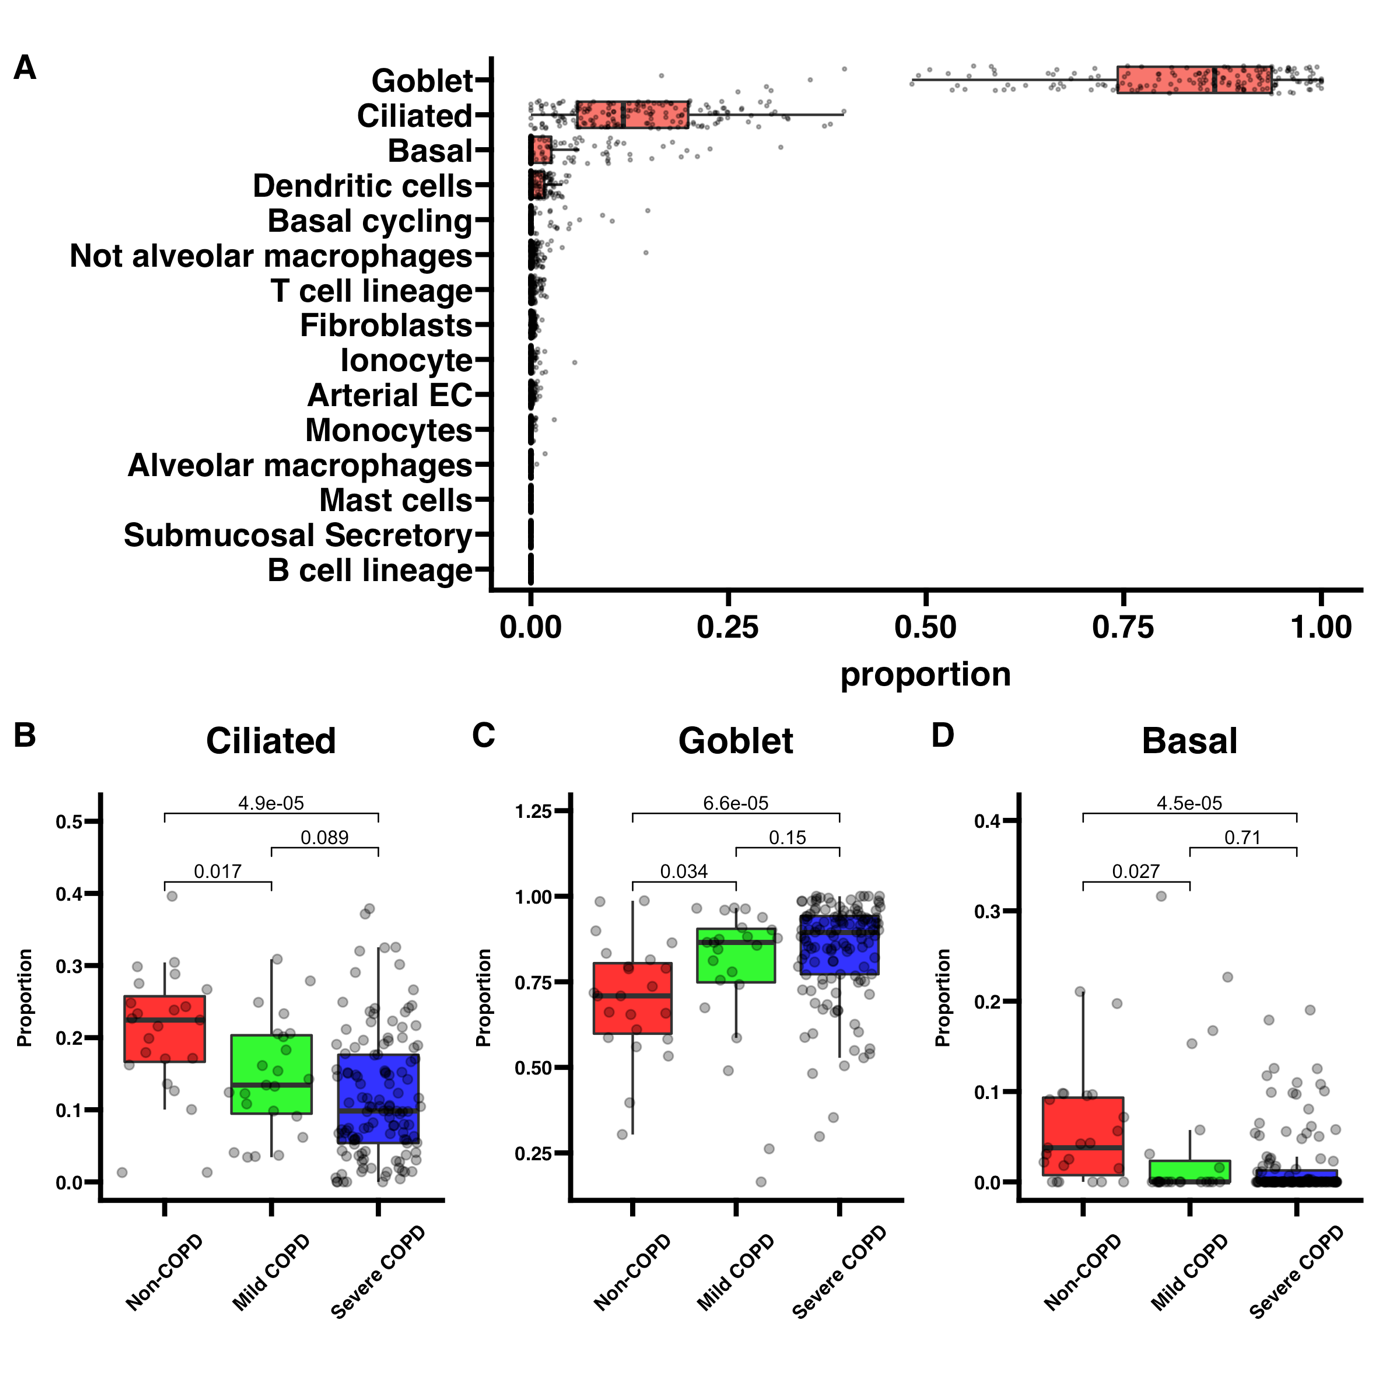 A
Goblet
Ciliated
Basal
Dendritic cells
Basal cycling
Not alveolar macrophages
T cell lineage
Fibroblasts
Ionocyte
Arterial EC
Monocytes
Alveolar macrophages
Mast cells
Submucosal Secretory
B cell lineage
0.00 0.25 0.50 0.75 1.00
proportion
B
Ciliated
4.9e-05
0.089
0.017
0.5
0.4
0.3
0.2
0.1
0.0
Proportion
Non-COPD
Mild COPD
Severe COPD
C
Goblet
6.6e-05
0.15
0.034
1.25
1.00
0.75
0.50
0.25
Proportion
Non-COPD
Mild COPD
Severe COPD
D
Basal
4.5e-05
0.71
0.027
0.4
0.3
0.2
0.1
0.0
Proportion
Non-COPD
Mild COPD
Severe COPD